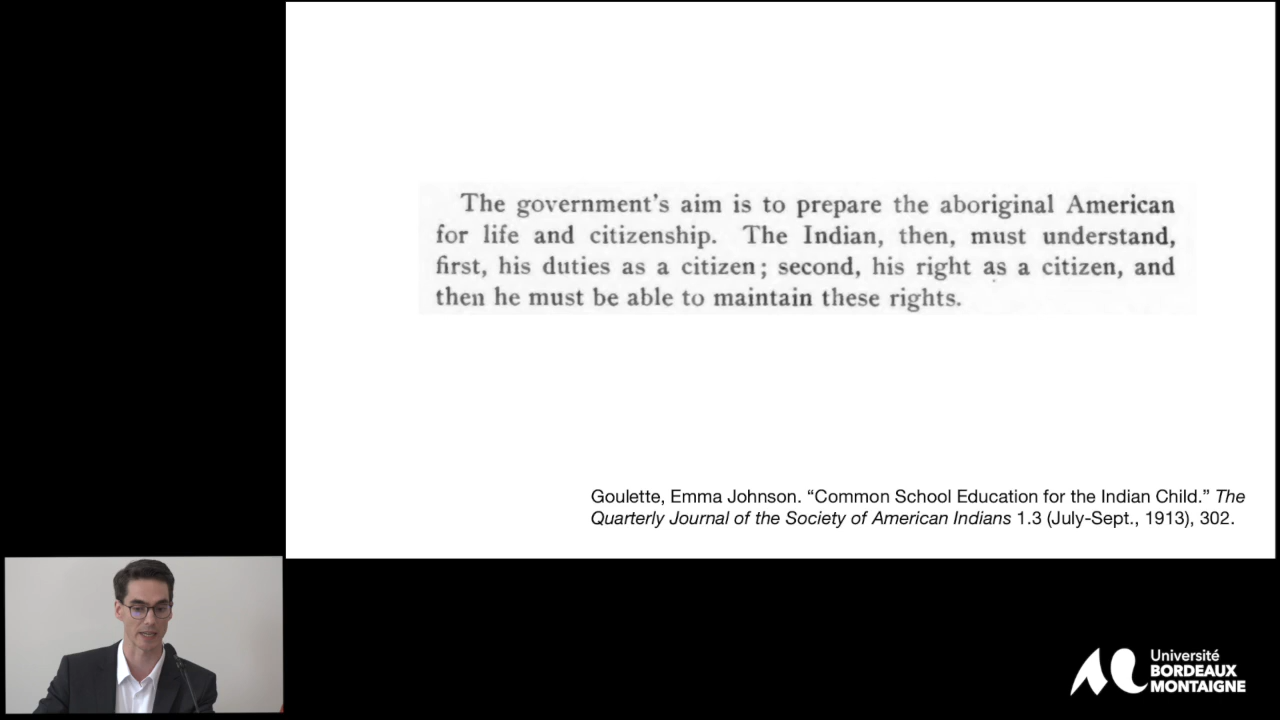 The government's aim is to prepare the aboriginal American
for life and citizenship. The Indian, then, must understand,
first, his duties as a citizen; second, his right as a citizen, and
then he must be able to maintain these rights.
Goulette, Emma Johnson. “Common School Education for the Indian Child.” The
Quarterly Journal of the Society of American Indians 1.3 (July-Sept., 1913), 302.
Université
BORDEAUX
MONTAIGNE